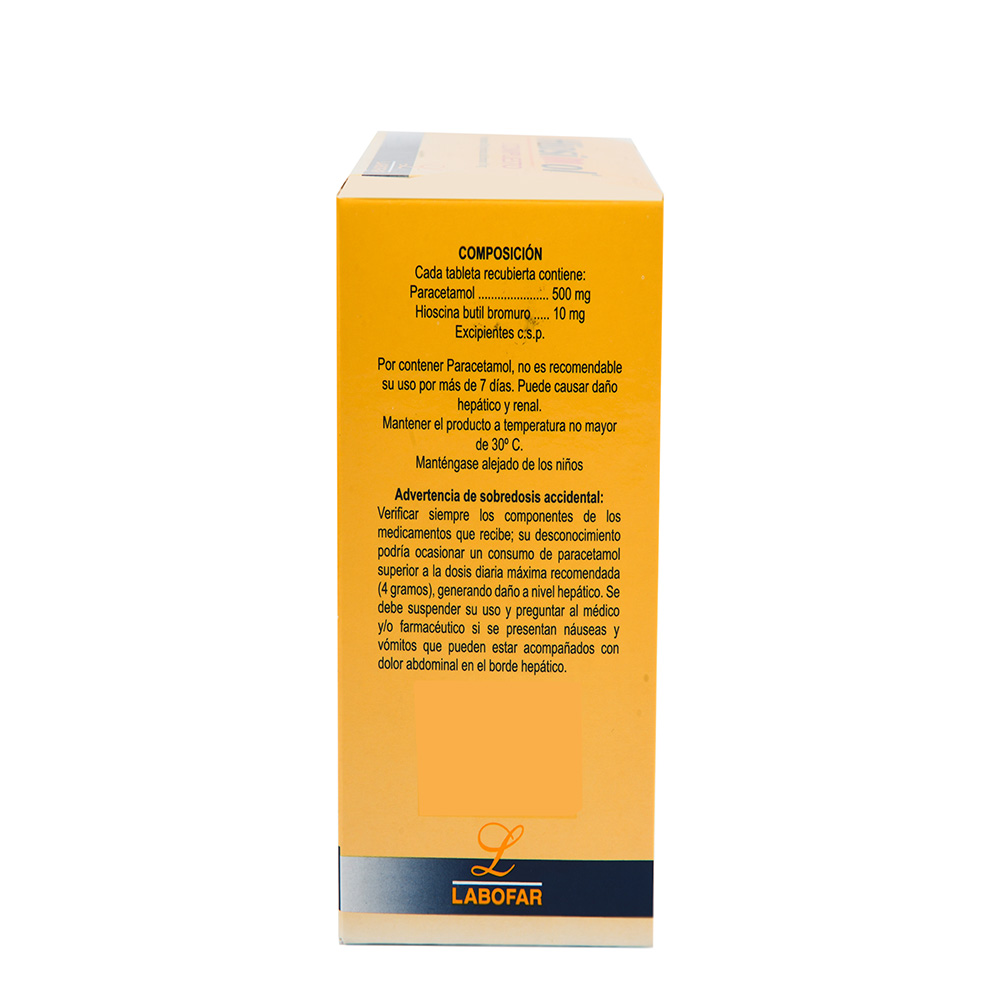 COMPOSICIÓN
Cada tableta recubierta contiene:
Paracetamol ...................... 500 mg
Hioscina butil bromuro ..... 10 mg
Excipientes c.s.p.
Por contener Paracetamol, no es recomendable
su uso por más de 7 días. Puede causar daño
hepático y renal.
Mantener el producto a temperatura no mayor
de 30º C.
Manténgase alejado de los niños
Advertencia de sobredosis accidental:
Verificar siempre los componentes de los
medicamentos que recibe; su desconocimiento
podría ocasionar un consumo de paracetamol
superior a la dosis diaria máxima recomendada
(4 gramos), generando daño a nivel hepático. Se
debe suspender su uso y preguntar al médico
y/o farmacéutico si se presentan náuseas y
vómitos que pueden estar acompañados con
dolor abdominal en el borde hepático.
L
LABOFAR